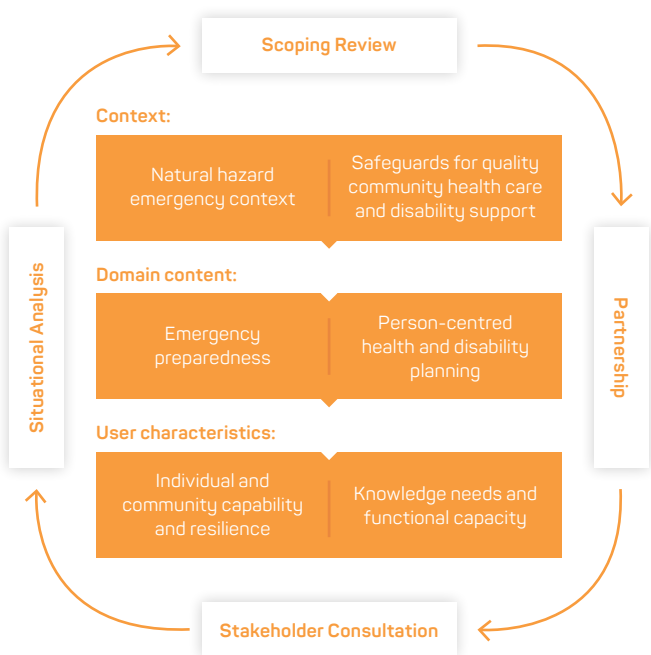 Scoping Review
Context:
Natural hazard
emergency context
Safeguards for quality
community health care
and disability support
Situational Analysis
Partnership
Domain content:
Emergency
preparedness
Person-centred
health and disability
planning
User characteristics:
Individual and
community capability
and resilience
Knowledge needs and
functional capacity
Stakeholder Consultation